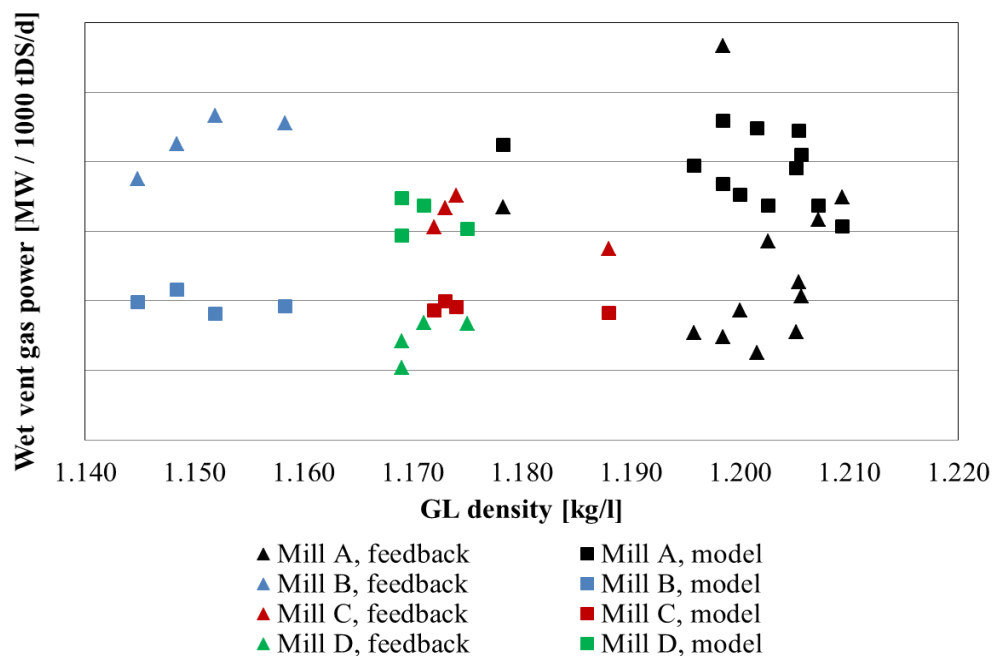 Wet vent gas power [MW / 1000 tDS/d]
1.140 1.150 1.160 1.170 1.180 1.190 1.200 1.210 1.220
GL density [kg/l]
Mill A, feedback Mill A, model
Mill B, feedback Mill B, model
Mill C, feedback Mill C, model
Mill D, feedback Mill D, model